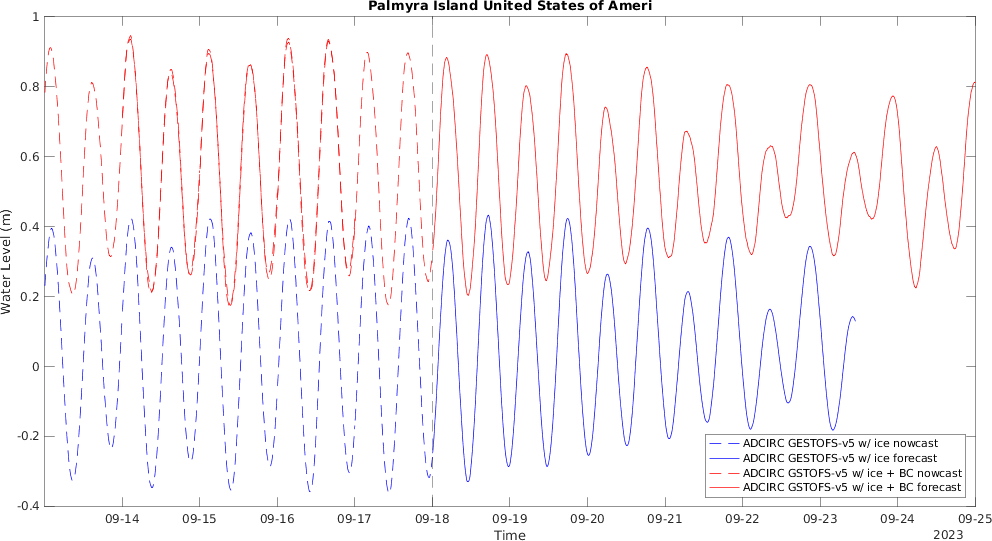 Palmyra Island United States of Ameri
1
0.8
0.6
0.4
0.2
0
-0.2
-0.4
Water Level (m)
ADCIRC GESTOFS-v5 w/ ice nowcast
ADCIRC GESTOFS-v5 w/ ice forecast
ADCIRC GSTOFS-v5 w/ ice + BC nowcast
ADCIRC GSTOFS-v5 w/ ice + BC forecast
09-14 09-15 09-16 09-17 09-18 09-19 09-20 09-21 09-22 09-23 09-24 09-25
Time
2023